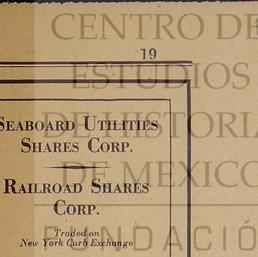 CENTRO DE
19
ESTUDIOS
DE HISTORIA
SEABOARD UTILITIES
SHARES CORP.
DE MEXICO
RAILROAD SHARES
CORP.
Traded on
New York Curb Exchange
FUNDACIÓ